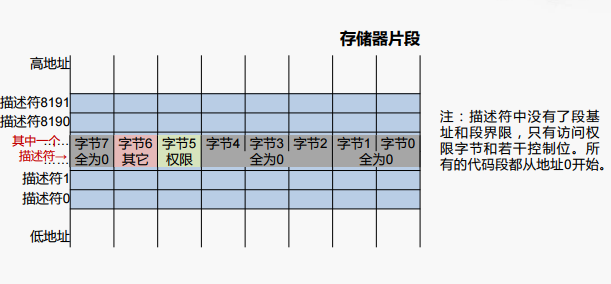 存储器片段
高地址
描述符8191
描述符8190
其中一个…
描述符→
……
字节7 字节6 字节5 字节4 字节3 字节2 字节1 字节0
全为0 其它 权限 全为0 全为0
描述符1
描述符0
低地址
注：描述符中没有了段基
址和段界限，只有访问权
限字节和若干控制位。所
有的代码段都从地址0开始。